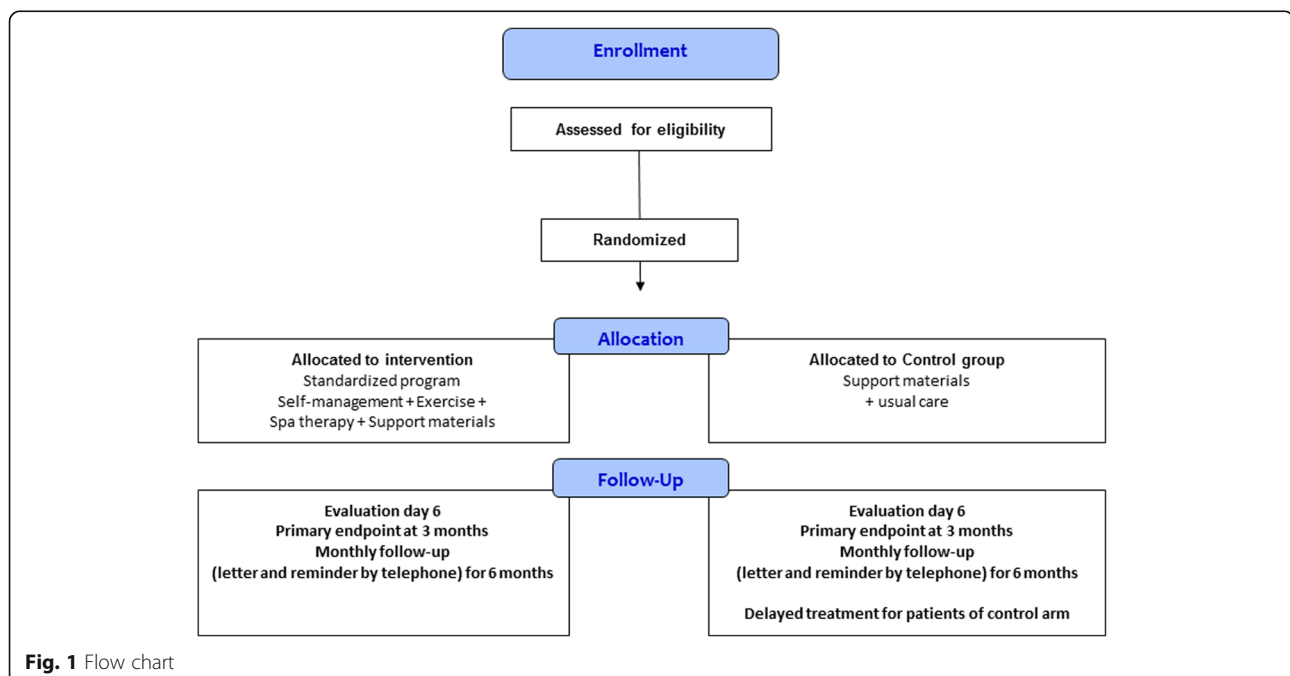 Enrollment
Assessed for eligibility
Randomized
Allocation
Allocated to intervention
Standardized program
Self-management + Exercise +
Spa therapy + Support materials
Allocated to Control group
Support materials
+ usual care
Follow-Up
Evaluation day 6
Primary endpoint at 3 months
Monthly follow-up
(letter and reminder by telephone) for 6 months
Evaluation day 6
Primary endpoint at 3 months
Monthly follow-up
(letter and reminder by telephone) for 6 months
Delayed treatment for patients of control arm
Fig. 1 Flow chart